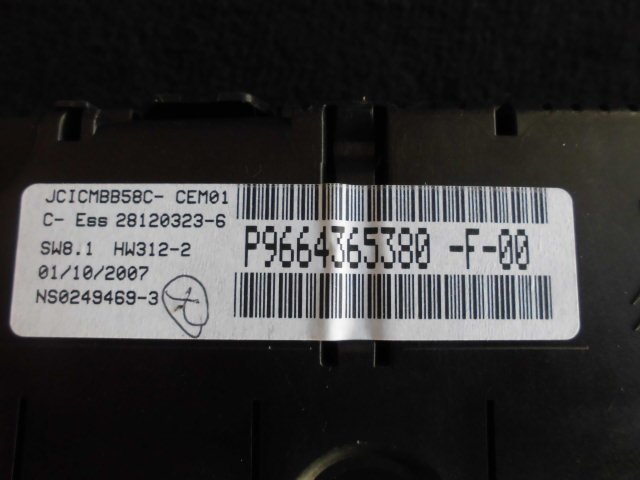 JCICMBB58C- CEM01
C- Ess 28120323-6
SW8.1 HW312-2
01/10/2007
NS0249469-3
P9664365380 -F-00